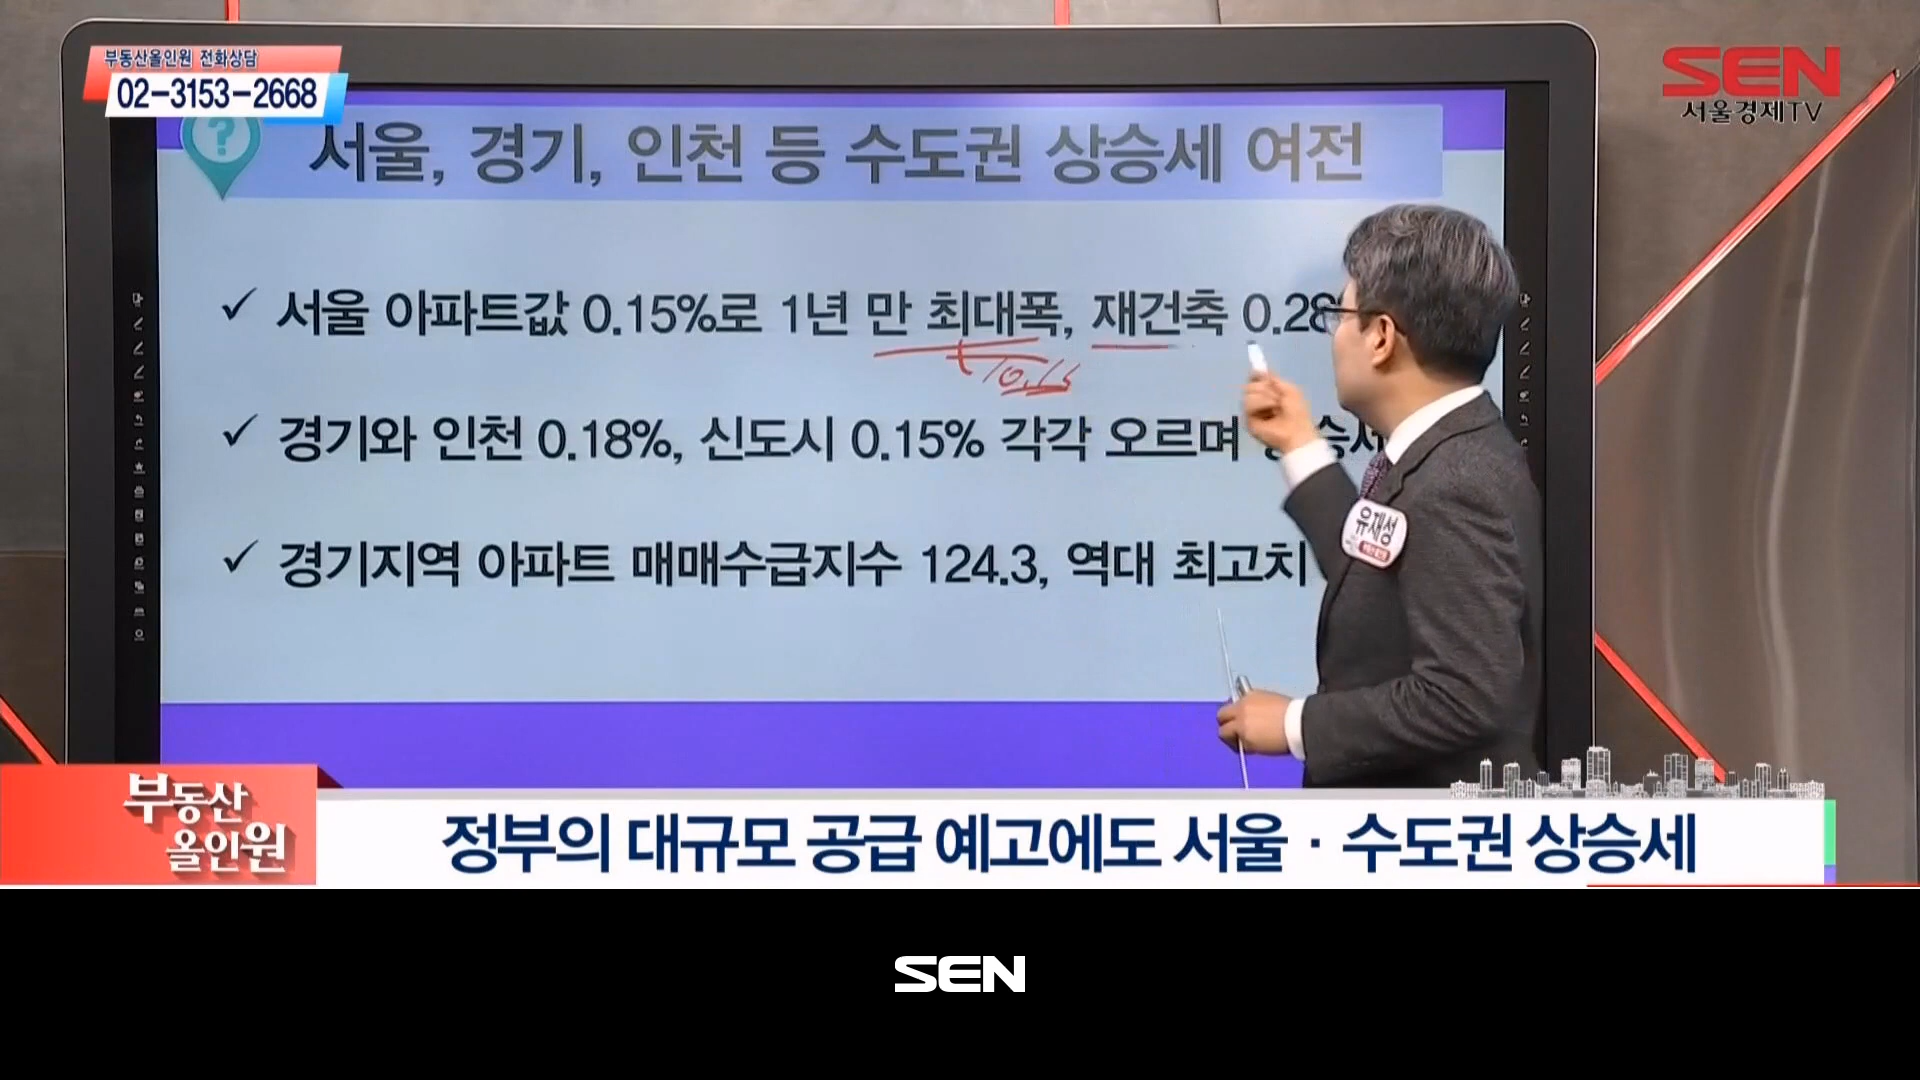 부동산올인원 전화상담
02-3153-2668
SEN
서울경제TV
?
서울, 경기, 인천 등 수도권 상승세 여전
✓ 서울 아파트값 0.15%로 1년 만 최대폭, 재건축 0.28
✓ 경기와 인천 0.18%, 신도시 0.15% 각각 오르며
✓ 경기지역 아파트 매매수급지수 124.3, 역대 최고치
유재성
부동산
올인원
정부의 대규모 공급 예고에도 서울·수도권 상승세
SEN